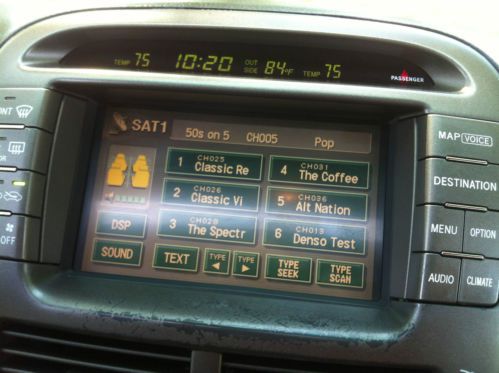 TEMP 75 10:20 OUT SIDE 84°F TEMP 75
PASSENGER
SAT1
50s on 5 CH005 Pop
1 CH025 Classic Re
4 CH031 The Coffee
2 CH026 Classic Vi
5 CH036 Alt Nation
3 CH028 The Spectr
6 CH013 Denso Test
DSP
SOUND
TEXT
TYPE ◀
TYPE ▶
TYPE SEEK
TYPE SCAN
MAP VOICE
DESTINATION
MENU
OPTION
AUDIO
CLIMATE
OFF